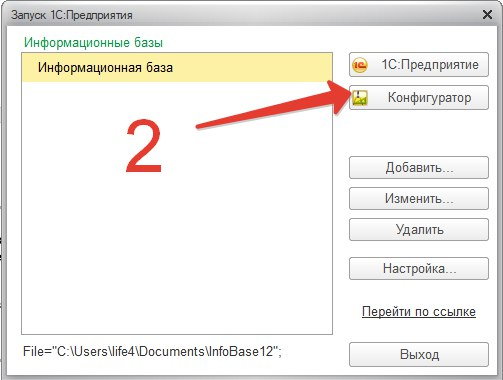 Запуск 1С:Предприятия
Информационные базы
Информационная база
1С:Предприятие
Конфигуратор
2
Добавить...
Изменить...
Удалить
Настройка...
Перейти по ссылке
File="C:\Users\life4\Documents\InfoBase12";
Выход